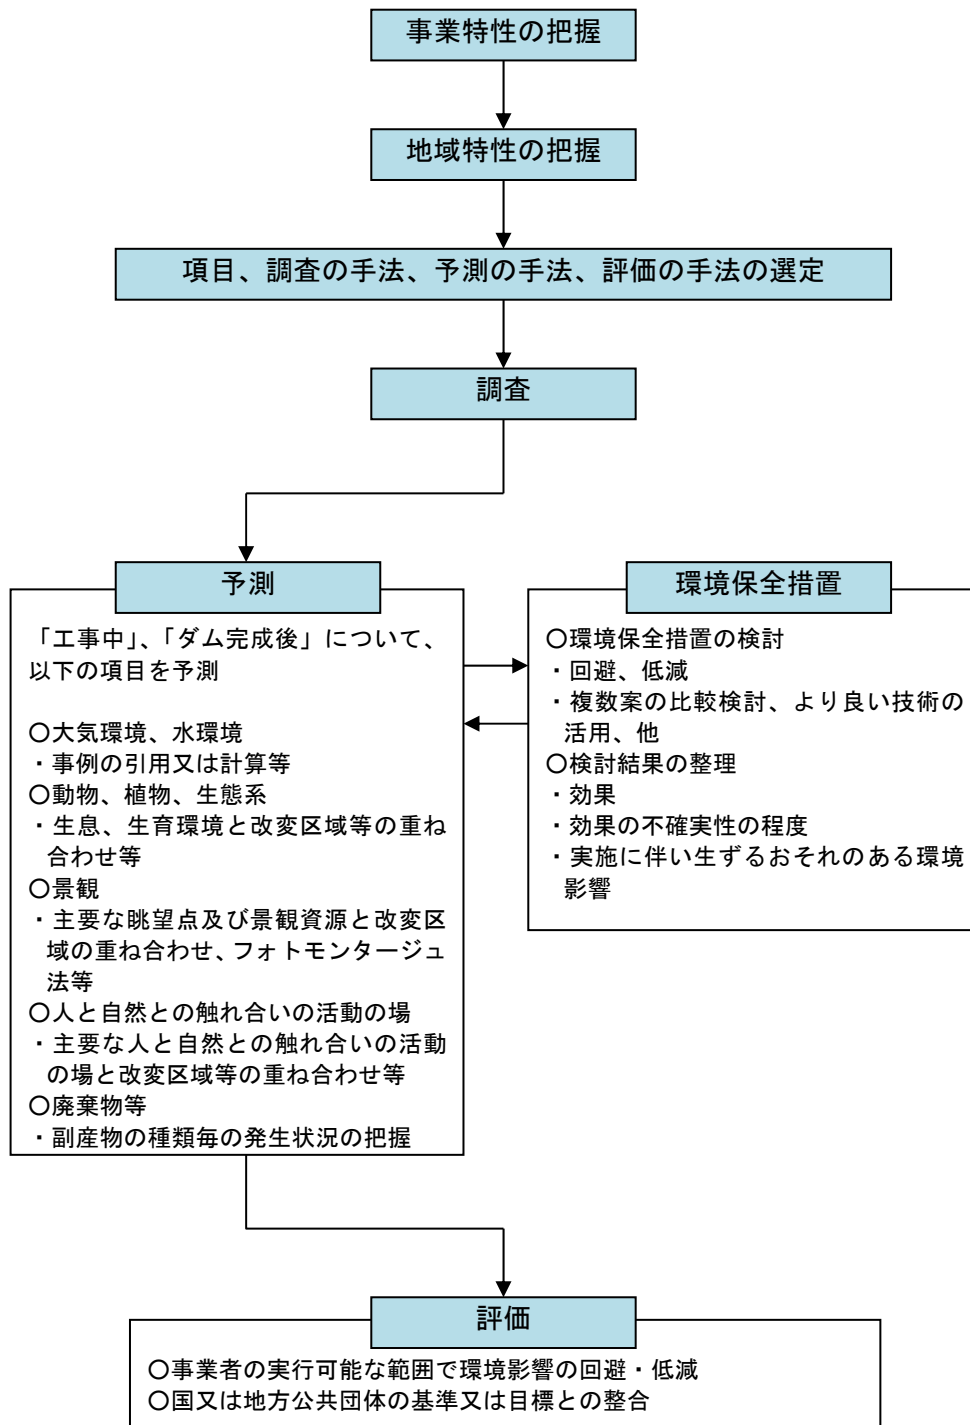 事業特性の把握
地域特性の把握
項目、調査の手法、予測の手法、評価の手法の選定
調査
予測
「工事中」、「ダム完成後」について、
以下の項目を予測
〇大気環境、水環境
・事例の引用又は計算等
〇動物、植物、生態系
・生息、生育環境と改変区域等の重ね
合わせ等
〇景観
・主要な眺望点及び景観資源と改変区
域の重ね合わせ、フォトモンタージュ
法等
〇人と自然との触れ合いの活動の場
・主要な人と自然との触れ合いの活動
の場と改変区域等の重ね合わせ等
〇廃棄物等
・副産物の種類毎の発生状況の把握
環境保全措置
〇環境保全措置の検討
・回避、低減
・複数案の比較検討、より良い技術の
活用、他
〇検討結果の整理
・効果
・効果の不確実性の程度
・実施に伴い生ずるおそれのある環境
影響
評価
〇事業者の実行可能な範囲で環境影響の回避・低減
〇国又は地方公共団体の基準又は目標との整合